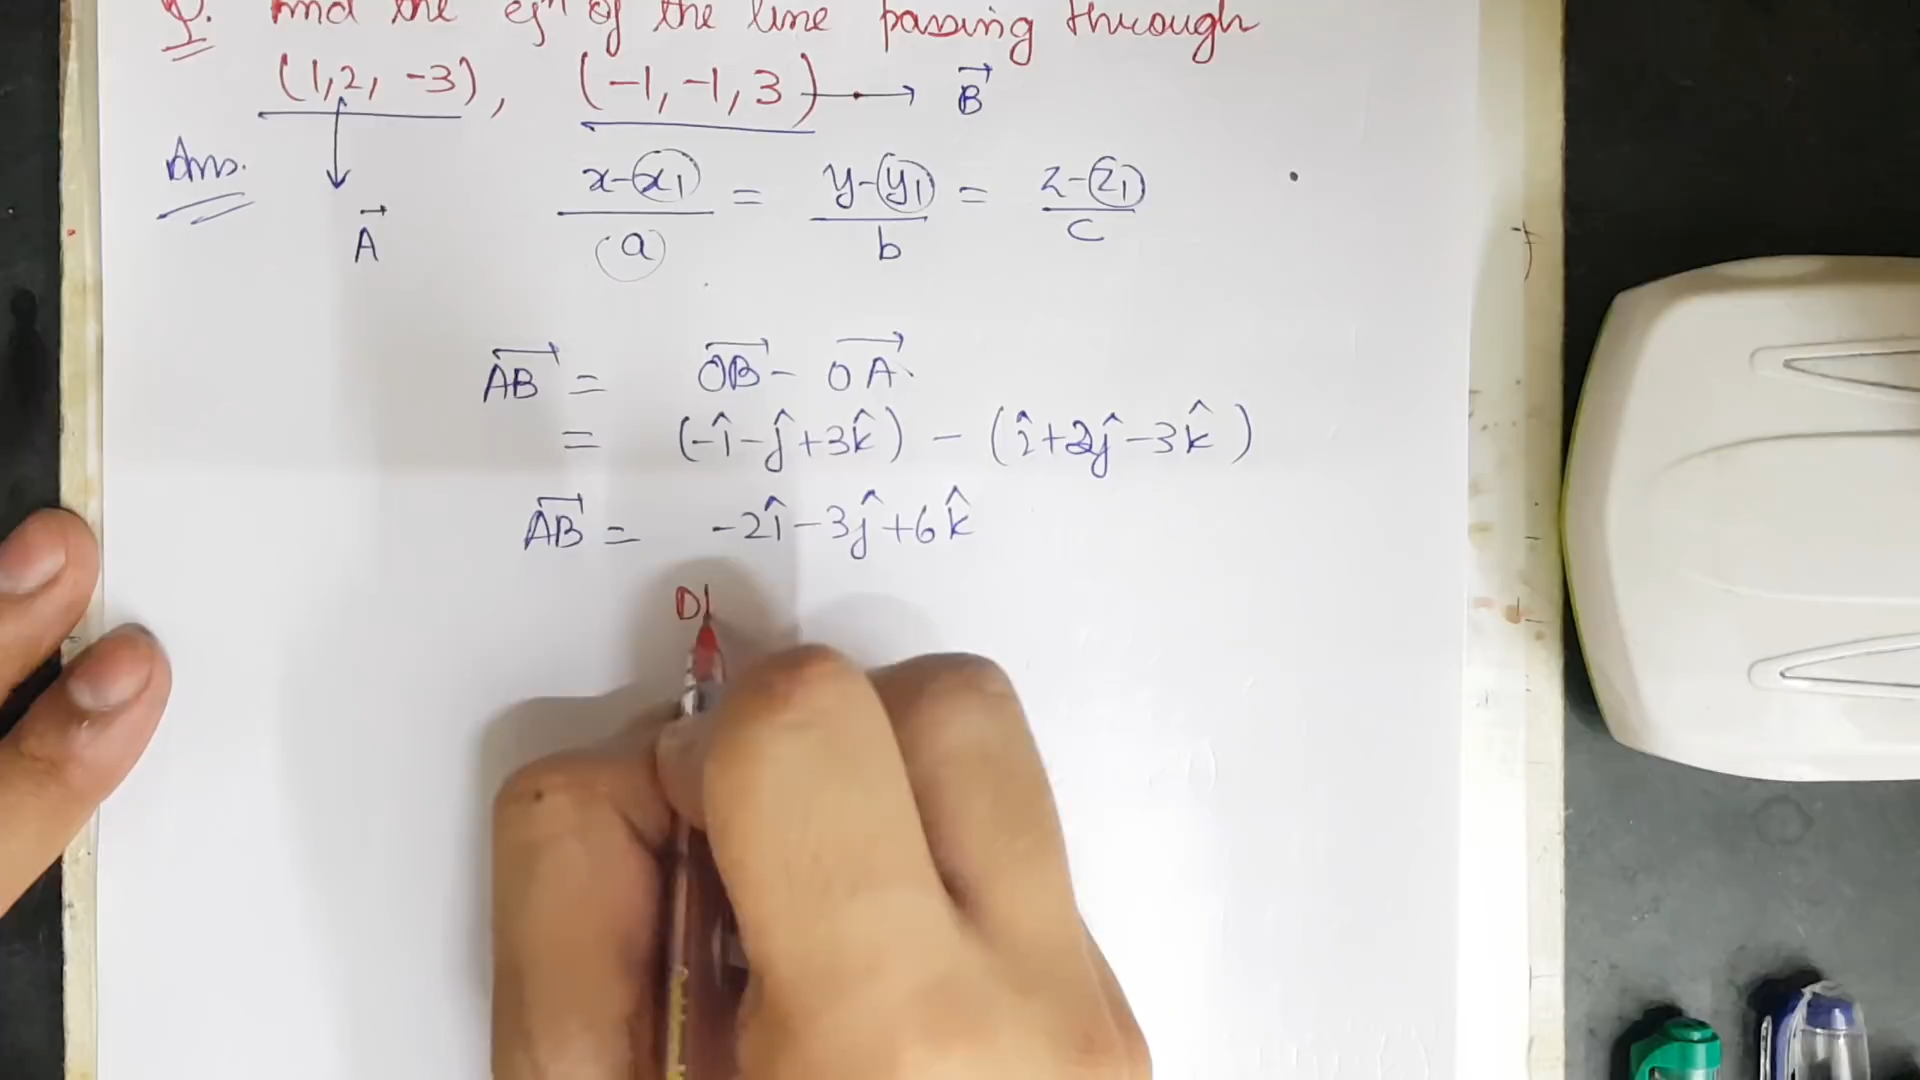 Q. Find the eqn of the line passing through
(1,2, -3), (-1, -1, 3) → B⃗
Ans.
A⃗
x-x₁/a = y-y₁/b = z-z₁/c
AB⃗ = OB⃗ - OA⃗
= (-î-ĵ+3k̂) - (î+2ĵ-3k̂)
AB⃗ = -2î-3ĵ+6k̂